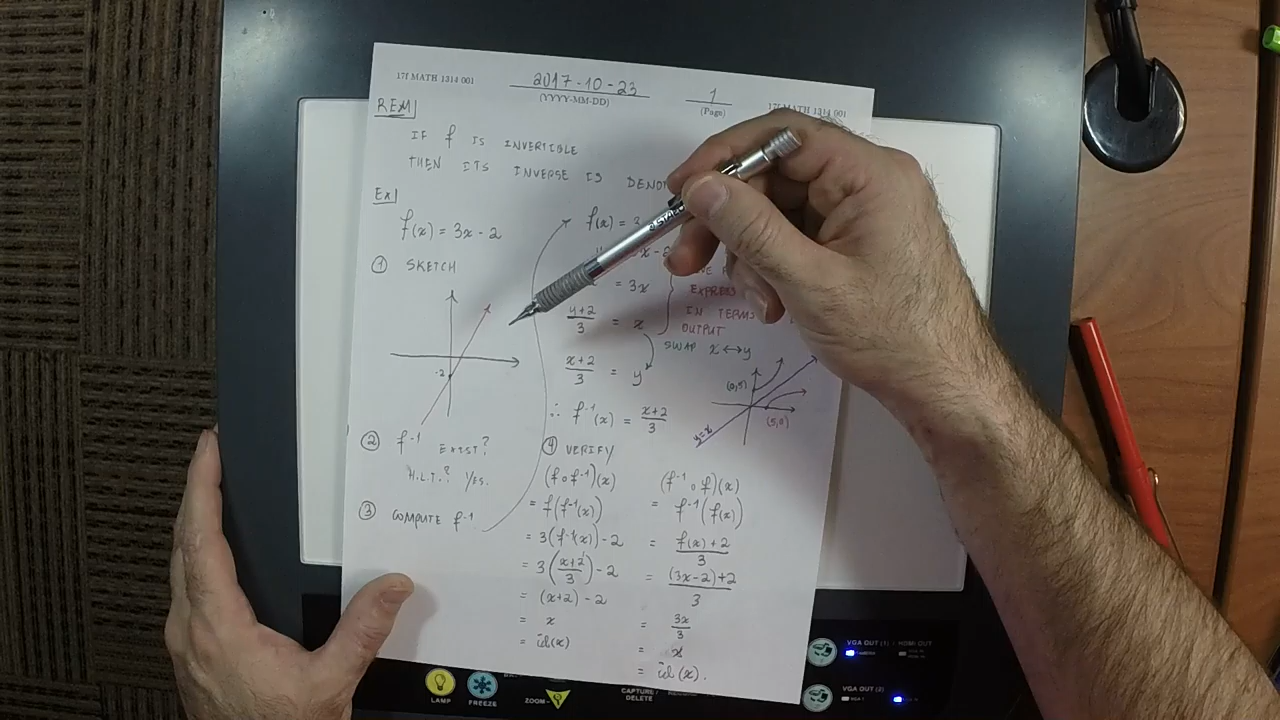 17f MATH 1314 001
2017-10-23
(YYYY-MM-DD)
1
(Page)
17f MATH 1314 001
REM
IF f IS INVERTIBLE
THEN ITS INVERSE IS
EX
f(x) = 3x - 2
① SKETCH
-2
② f⁻¹ EXIST?
H.L.T.? YES.
③ COMPUTE f⁻¹
f(x) =
= 3x
(y+2)/3 = x
SWAP x ↔ y
(x+2)/3 = y
∴ f⁻¹(x) = (x+2)/3
IN TERMS
OUTPUT
(0,5)
(5,0)
y=x
④ VERIFY
(f ∘ f⁻¹)(x)
= f(f⁻¹(x))
= 3(f⁻¹(x)) - 2
= 3((x+2)/3) - 2
= (x+2) - 2
= x
= id(x)
(f⁻¹ ∘ f)(x)
= f⁻¹(f(x))
= (f(x)+2)/3
= ((3x-2)+2)/3
= 3x/3
= x
= id(x).
LAMP
FREEZE
ZOOM
CAPTURE /
DELETE
VGA OUT (1) / HDMI OUT
VGA OUT (2)